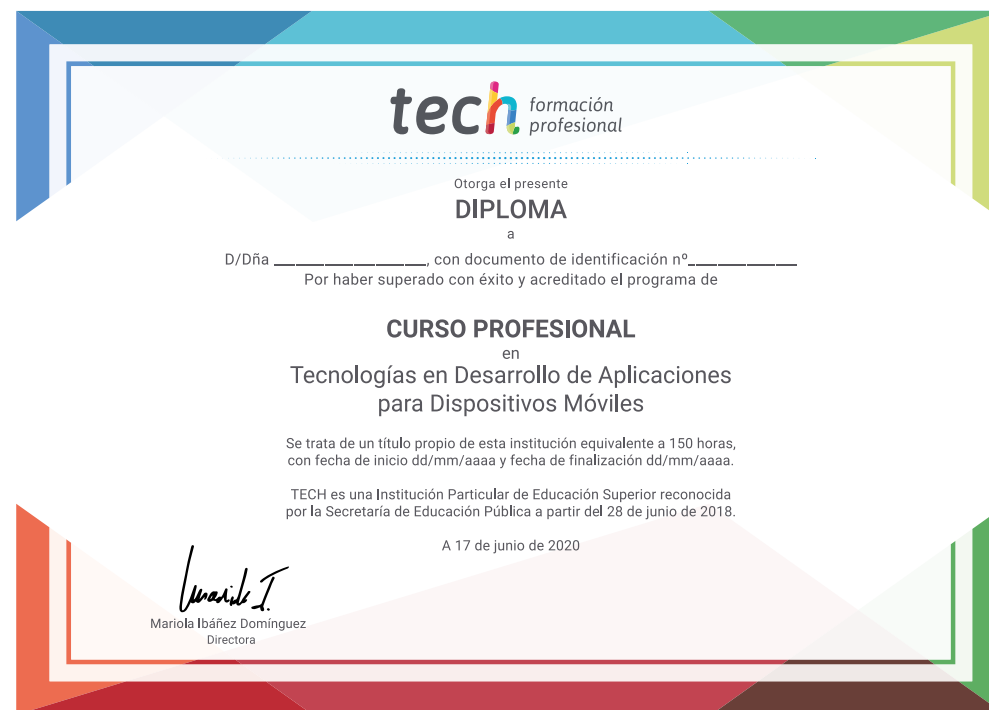 tech formación
profesional
Otorga el presente
DIPLOMA
a
D/Dña ______________, con documento de identificación nº__________
Por haber superado con éxito y acreditado el programa de
CURSO PROFESIONAL
en
Tecnologías en Desarrollo de Aplicaciones
para Dispositivos Móviles
Se trata de un título propio de esta institución equivalente a 150 horas,
con fecha de inicio dd/mm/aaaa y fecha de finalización dd/mm/aaaa.
TECH es una Institución Particular de Educación Superior reconocida
por la Secretaría de Educación Pública a partir del 28 de junio de 2018.
A 17 de junio de 2020
Mariola Ibáñez Domínguez
Directora